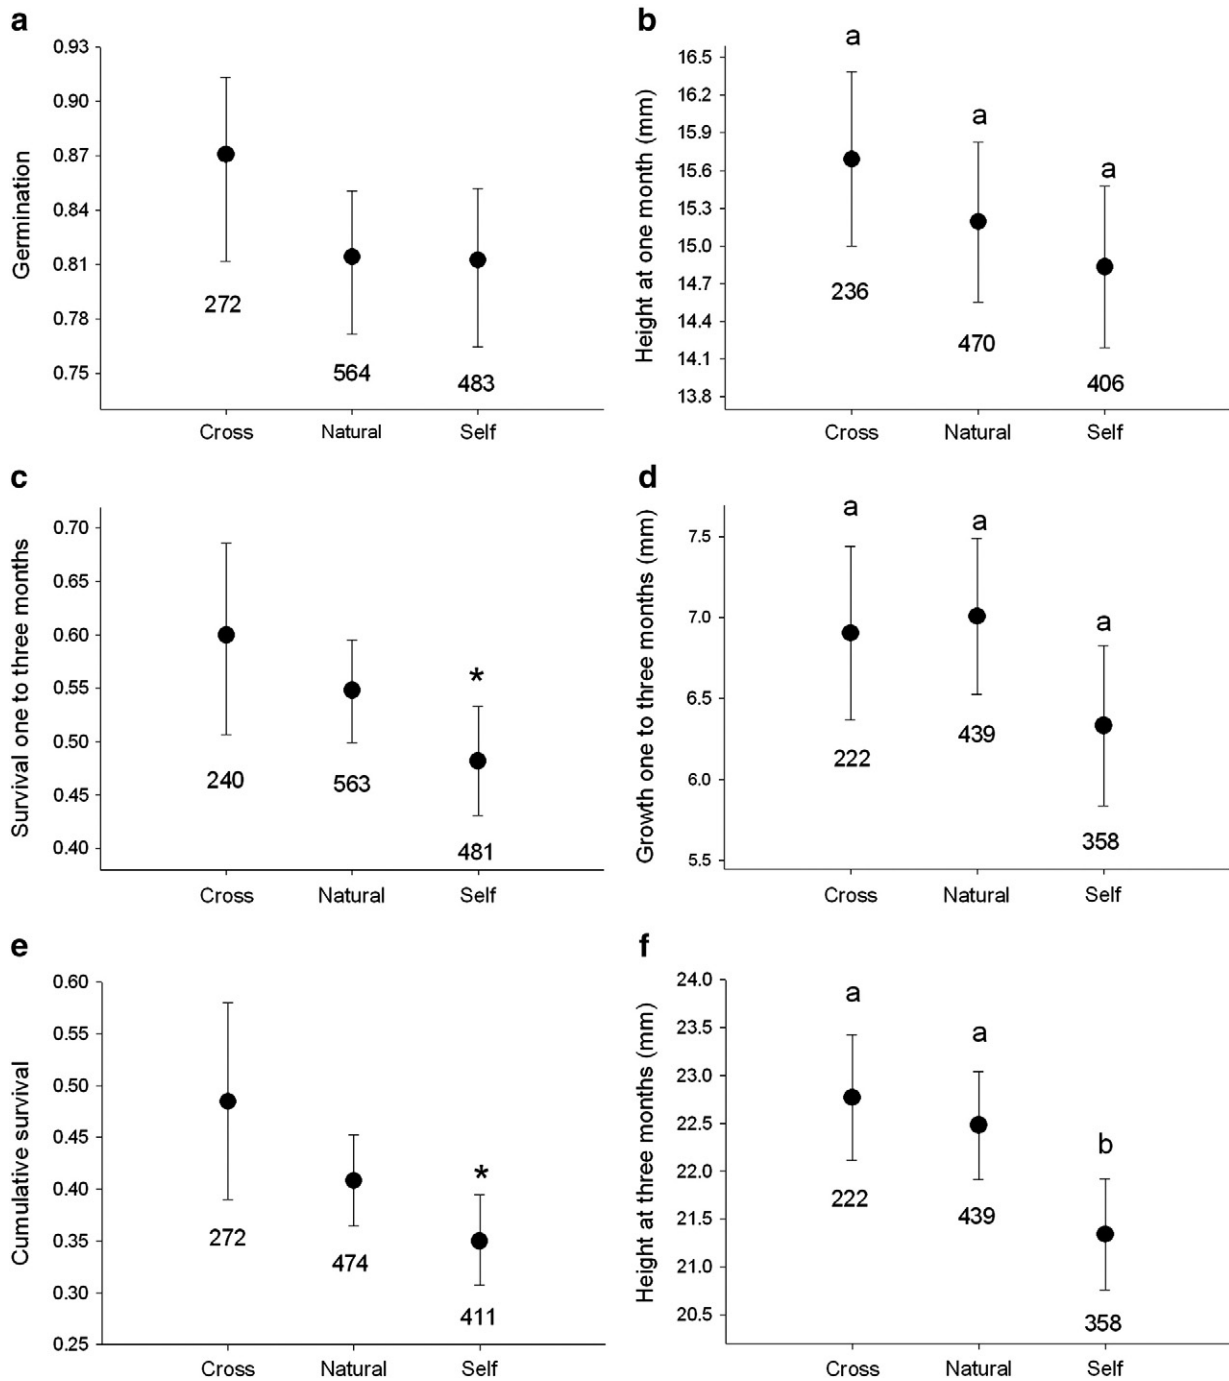 a
Germination
0.93
0.90
0.87
0.84
0.81
0.78
0.75
272
564
483
Cross
Natural
Self
b
Height at one month (mm)
16.5
16.2
15.9
15.6
15.3
15.0
14.7
14.4
14.1
13.8
a
a
a
236
470
406
Cross
Natural
Self
c
Survival one to three months
0.70
0.65
0.60
0.55
0.50
0.45
0.40
*
240
563
481
Cross
Natural
Self
d
Growth one to three months (mm)
7.5
7.0
6.5
6.0
5.5
a
a
a
222
439
358
Cross
Natural
Self
e
Cumulative survival
0.60
0.55
0.50
0.45
0.40
0.35
0.30
0.25
*
272
474
411
Cross
Natural
Self
f
Height at three months (mm)
24.0
23.5
23.0
22.5
22.0
21.5
21.0
20.5
a
a
b
222
439
358
Cross
Natural
Self